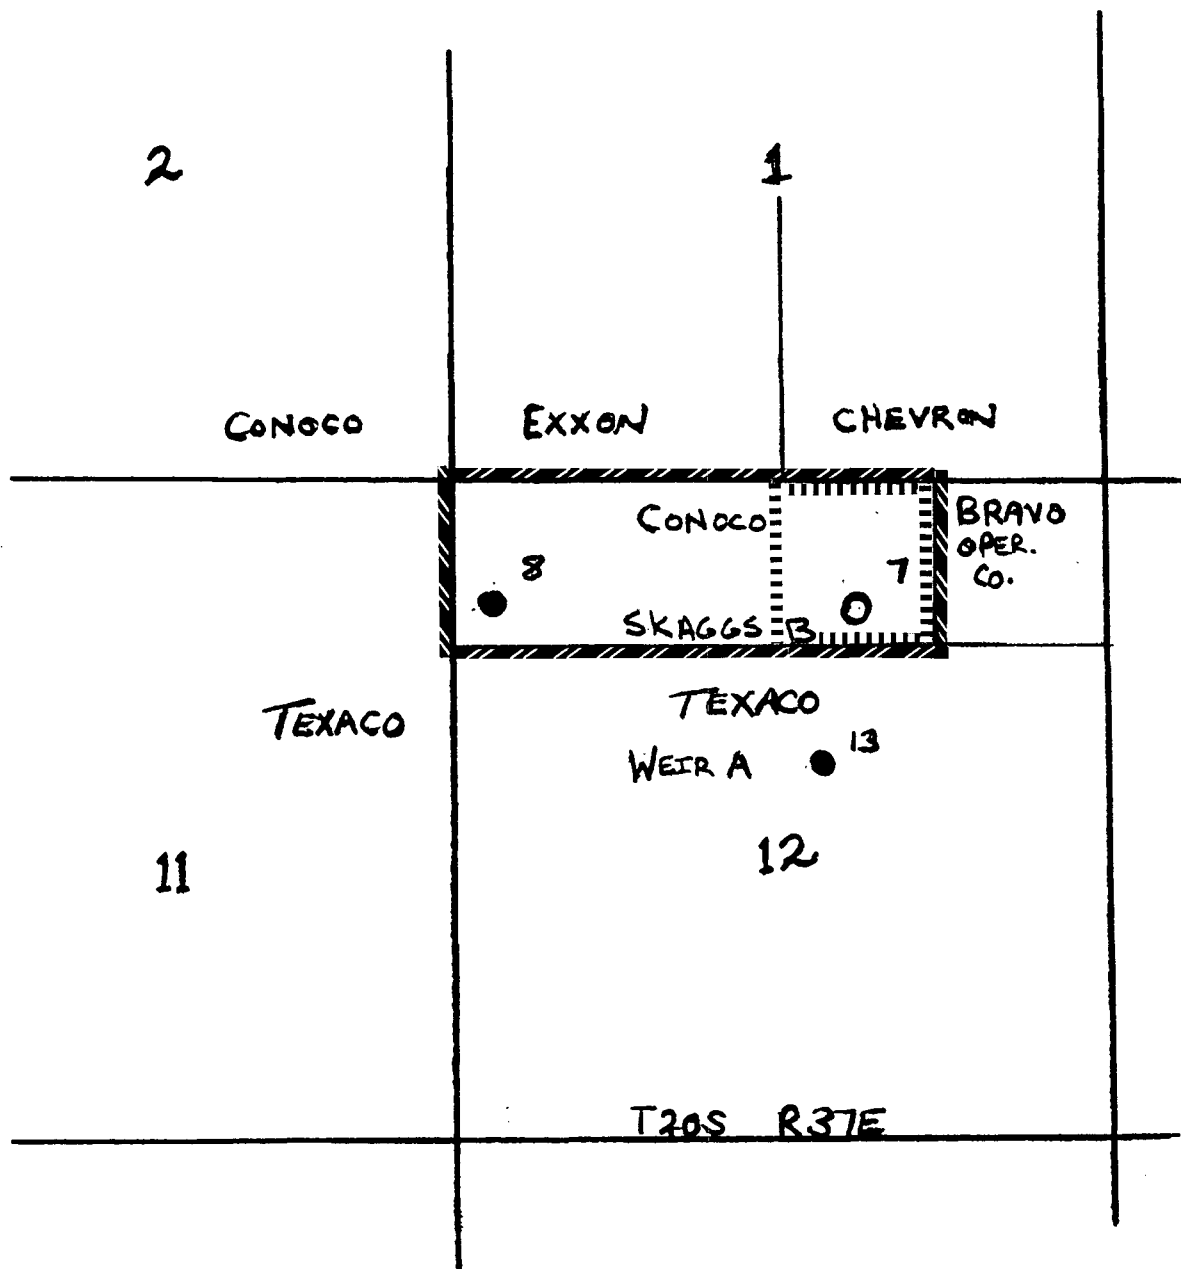 2
1
CONOCO
EXXON
CHEVRON
CONOCO
BRAVO
OPER.
CO.
8
7
SKAGGS B
TEXACO
TEXACO
WEIR A
13
11
12
T20S R37E